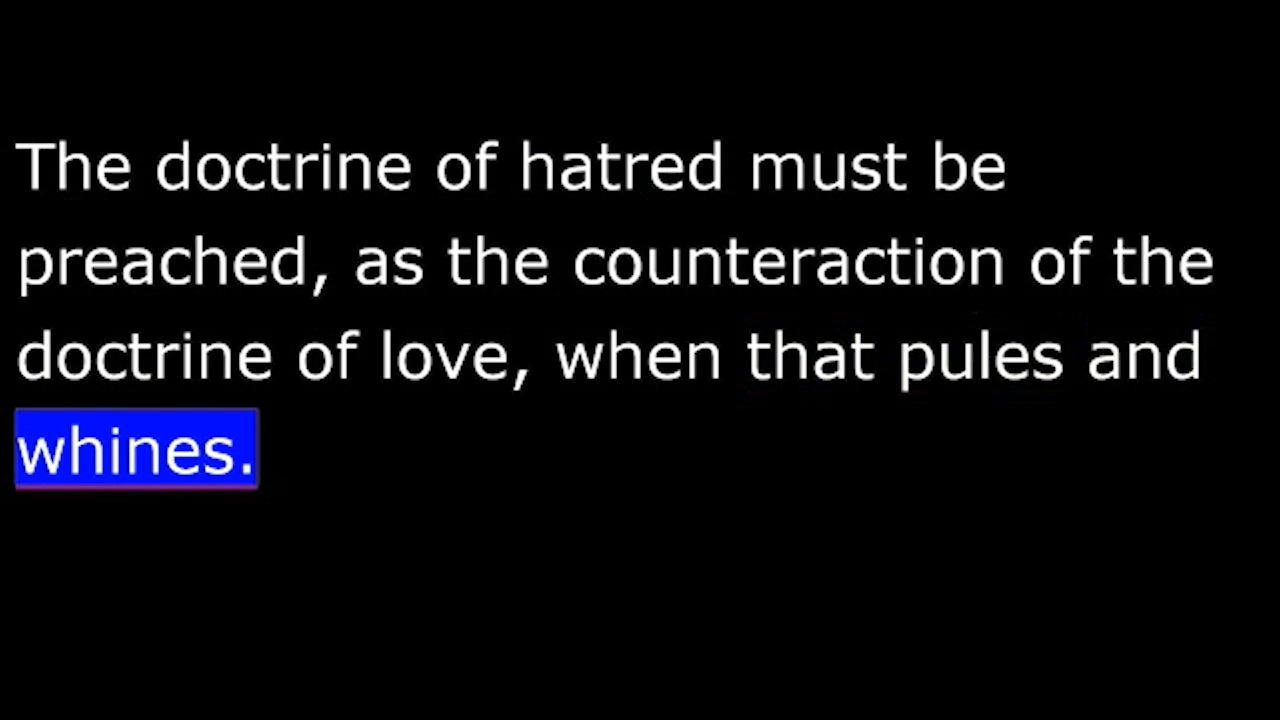 The doctrine of hatred must be
preached, as the counteraction of the
doctrine of love, when that pules and
whines.